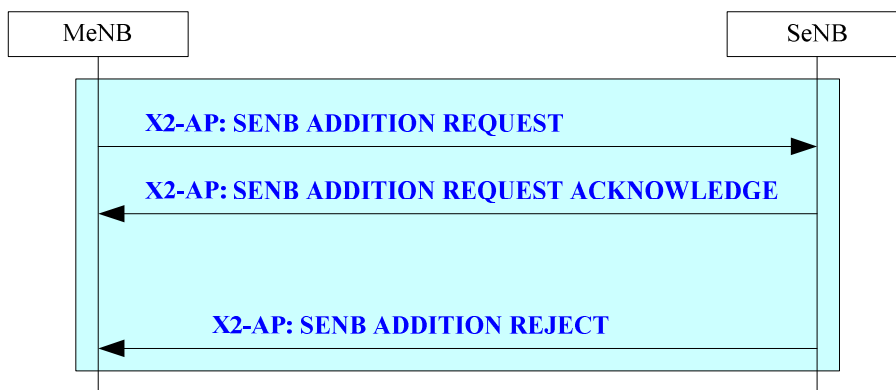 MeNB
SeNB
X2-AP: SENB ADDITION REQUEST
X2-AP: SENB ADDITION REQUEST ACKNOWLEDGE
X2-AP: SENB ADDITION REJECT